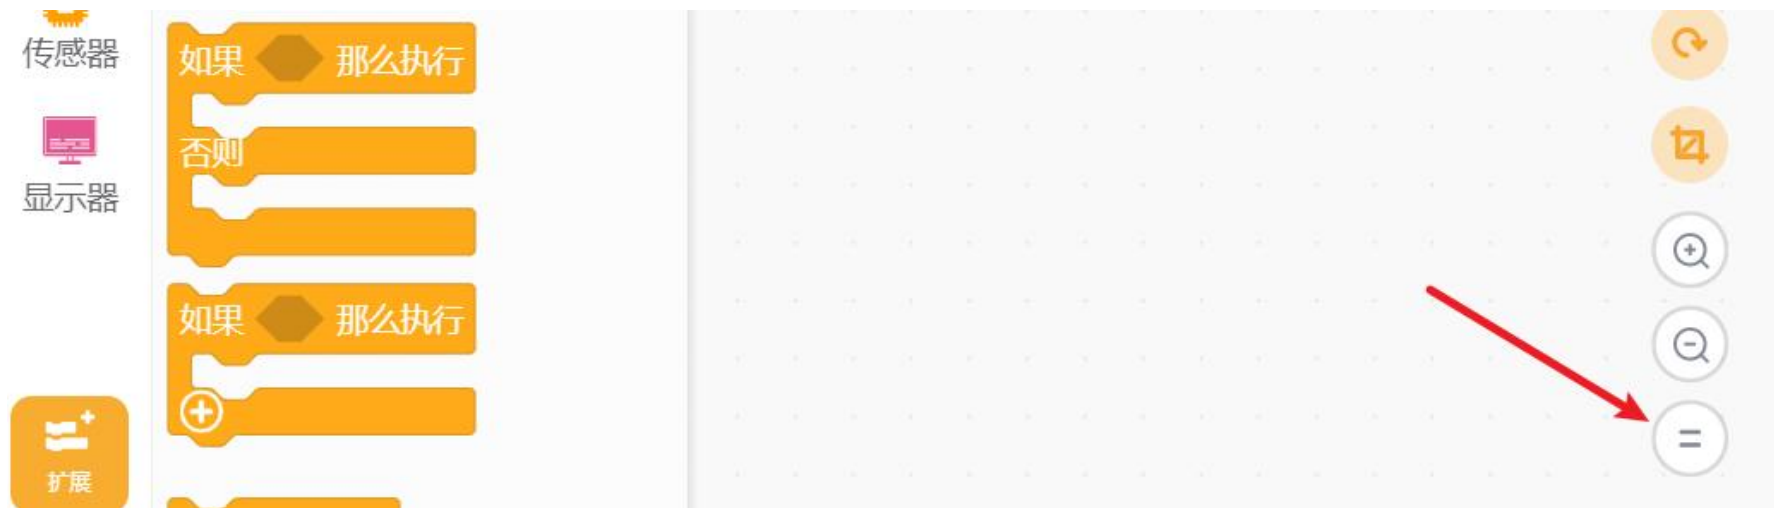 传感器
显示器
扩展
如果 那么执行
否则
如果 那么执行